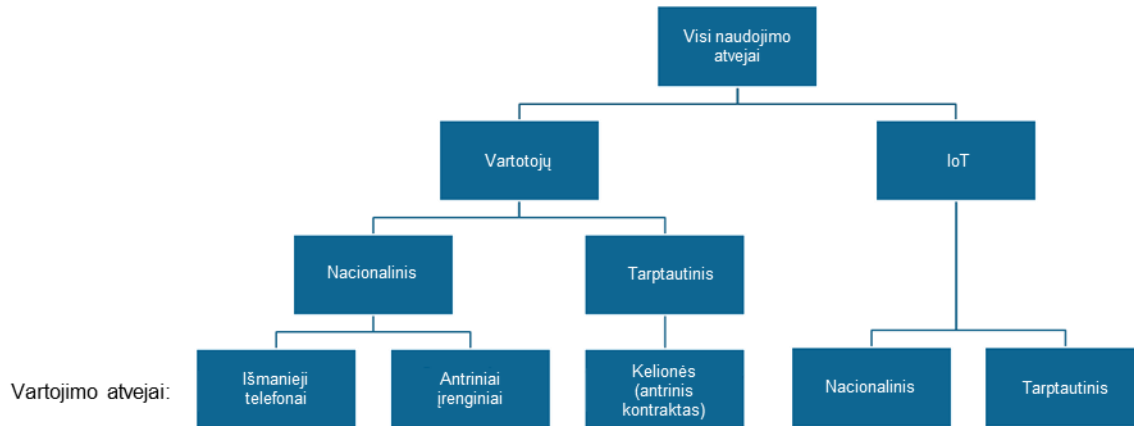 Visi naudojimo
atvejai
Vartotojų
IoT
Nacionalinis
Tarptautinis
Vartojimo atvejai:
Išmanieji
telefonai
Antriniai
įrenginiai
Kelionės
(antrinis
kontraktas)
Nacionalinis
Tarptautinis